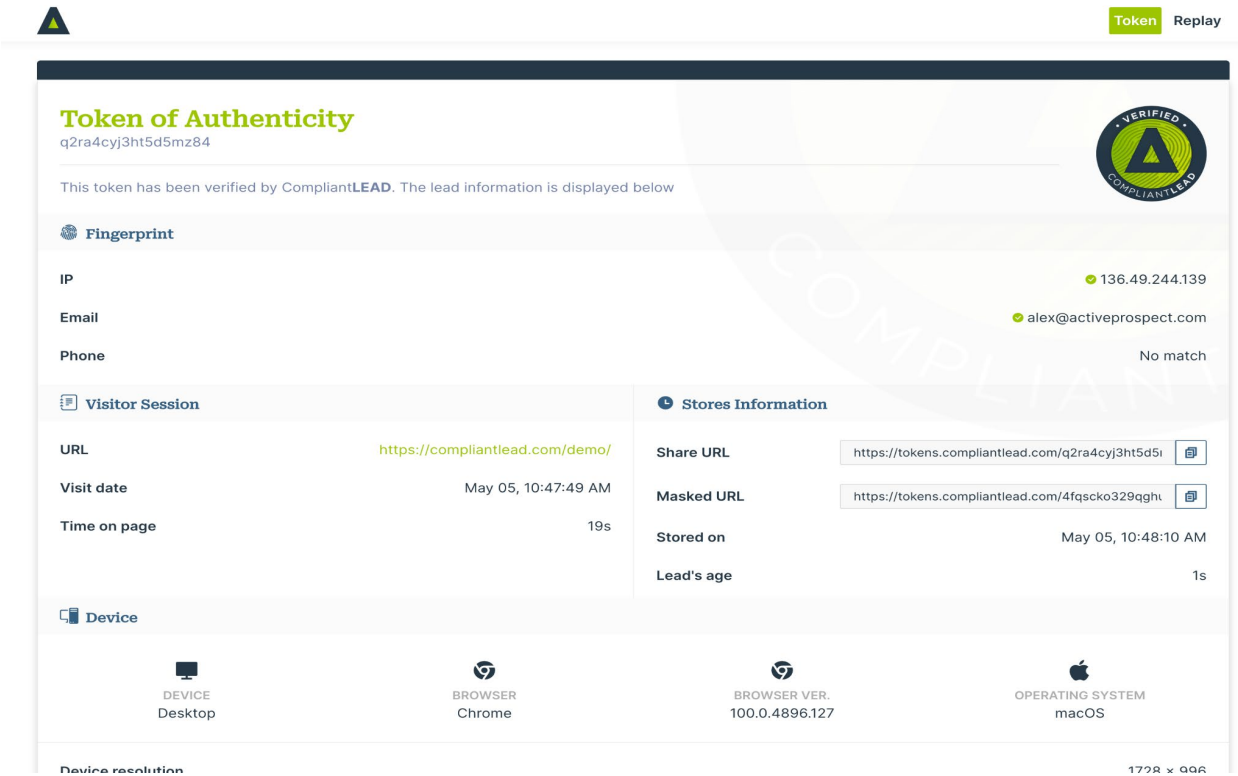 Token Replay
Token of Authenticity
q2ra4cyj3ht5d5mz84
VERIFIED
COMPLIANTLEAD
This token has been verified by CompliantLEAD. The lead information is displayed below
Fingerprint
IP 136.49.244.139
Email alex@activeprospect.com
Phone No match
COMPLIANT
Visitor Session
URL https://compliantlead.com/demo/
Visit date May 05, 10:47:49 AM
Time on page 19s
Stores Information
Share URL https://tokens.compliantlead.com/q2ra4cyj3ht5d5
Masked URL https://tokens.compliantlead.com/4fqscko329qgh
Stored on May 05, 10:48:10 AM
Lead's age 1s
Device
DEVICE BROWSER BROWSER VER. OPERATING SYSTEM
Desktop Chrome 100.0.4896.127 macOS
Device resolution 1728 × 996